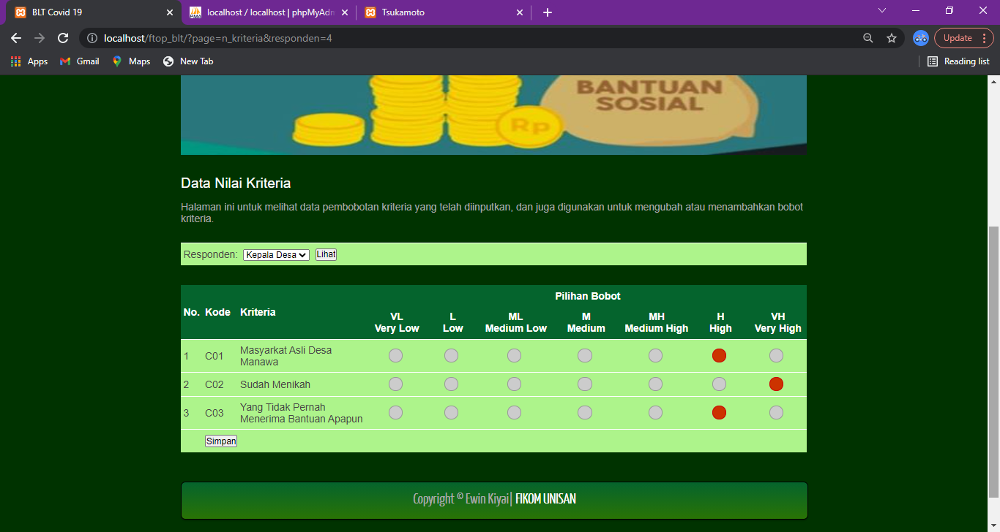 BLT Covid 19
localhost / localhost | phpMyAdm
Tsukamoto
localhost/ftop_blt/?page=n_kriteria&responden=4
Update
Apps
Gmail
Maps
New Tab
Reading list
BANTUAN
SOSIAL
Rp
Data Nilai Kriteria
Halaman ini untuk melihat data pembobotan kriteria yang telah diinputkan, dan juga digunakan untuk mengubah atau menambahkan bobot
kriteria.
Responden: Kepala Desa Lihat
Pilihan Bobot
No. Kode Kriteria
VL L ML M MH H VH
Very Low Low Medium Low Medium Medium High High Very High
1 C01 Masyarkat Asli Desa
Manawa
2 C02 Sudah Menikah
3 C03 Yang Tidak Pernah
Menerima Bantuan Apapun
Simpan
Copyright © Ewin Kiyai| FIKOM UNISAN